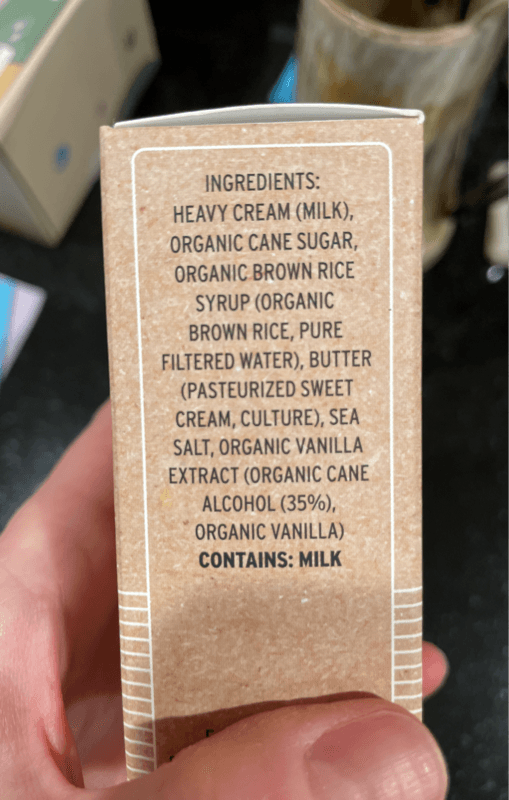 INGREDIENTS:
HEAVY CREAM (MILK),
ORGANIC CANE SUGAR,
ORGANIC BROWN RICE
SYRUP (ORGANIC
BROWN RICE, PURE
FILTERED WATER), BUTTER
(PASTEURIZED SWEET
CREAM, CULTURE), SEA
SALT, ORGANIC VANILLA
EXTRACT (ORGANIC CANE
ALCOHOL (35%),
ORGANIC VANILLA)
CONTAINS: MILK